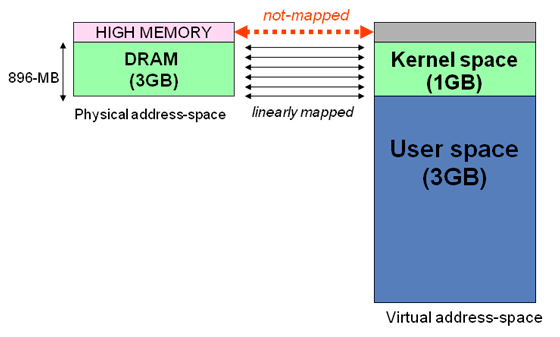 not-mapped
HIGH MEMORY
DRAM
(3GB)
896-MB
Physical address-space
linearly mapped
Kernel space
(1GB)
User space
(3GB)
Virtual address-space